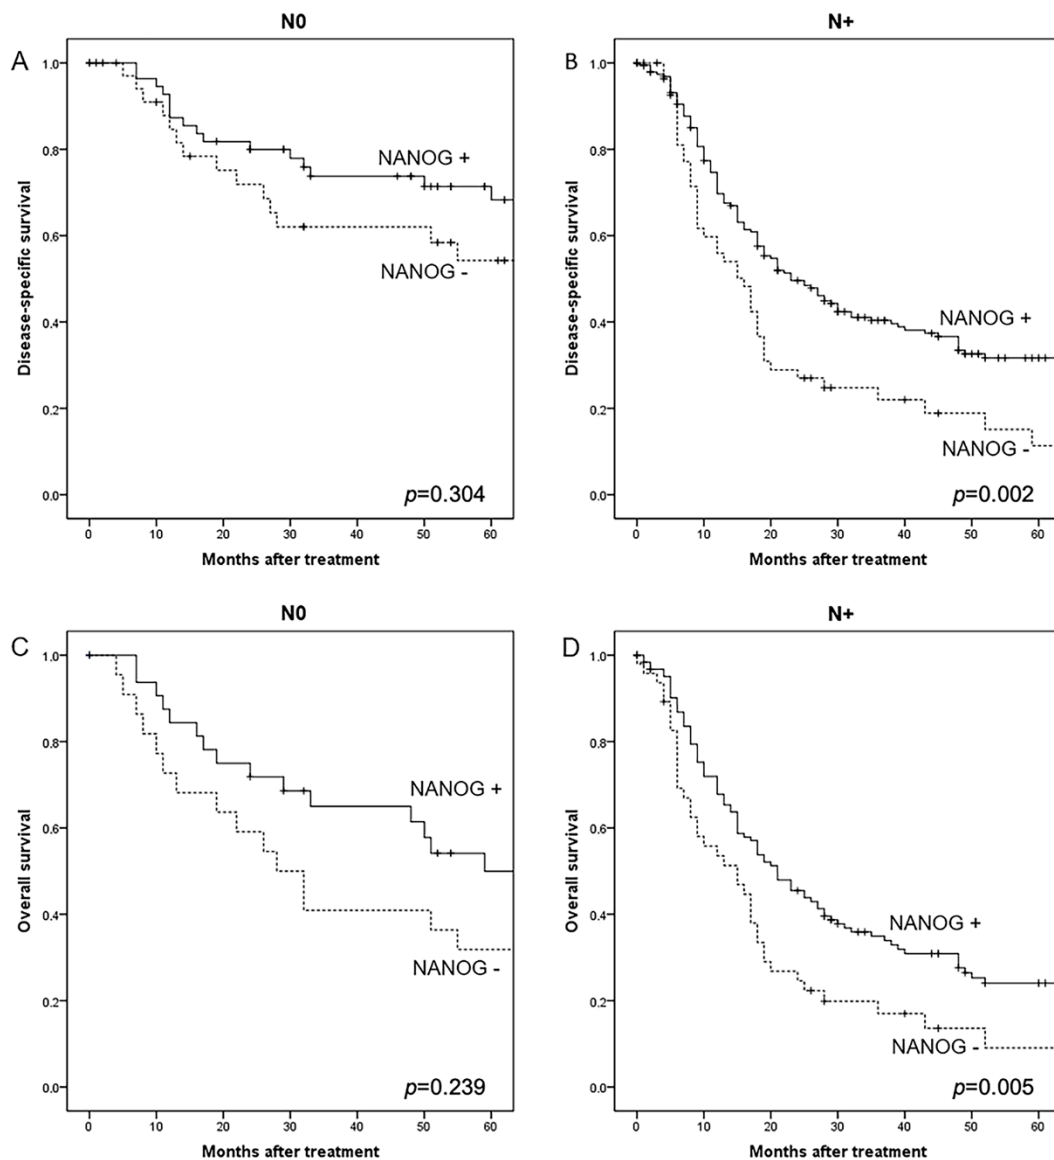 N0
A
Disease-specific survival
1.0
0.8
0.6
0.4
0.2
0.0
NANOG +
NANOG -
p=0.304
0 10 20 30 40 50 60
Months after treatment
N+
B
Disease-specific survival
1.0
0.8
0.6
0.4
0.2
0.0
NANOG +
NANOG -
p=0.002
0 10 20 30 40 50 60
Months after treatment
N0
C
Overall survival
1.0
0.8
0.6
0.4
0.2
0.0
NANOG +
NANOG -
p=0.239
0 10 20 30 40 50 60
Months after treatment
N+
D
Overall survival
1.0
0.8
0.6
0.4
0.2
0.0
NANOG +
NANOG -
p=0.005
0 10 20 30 40 50 60
Months after treatment